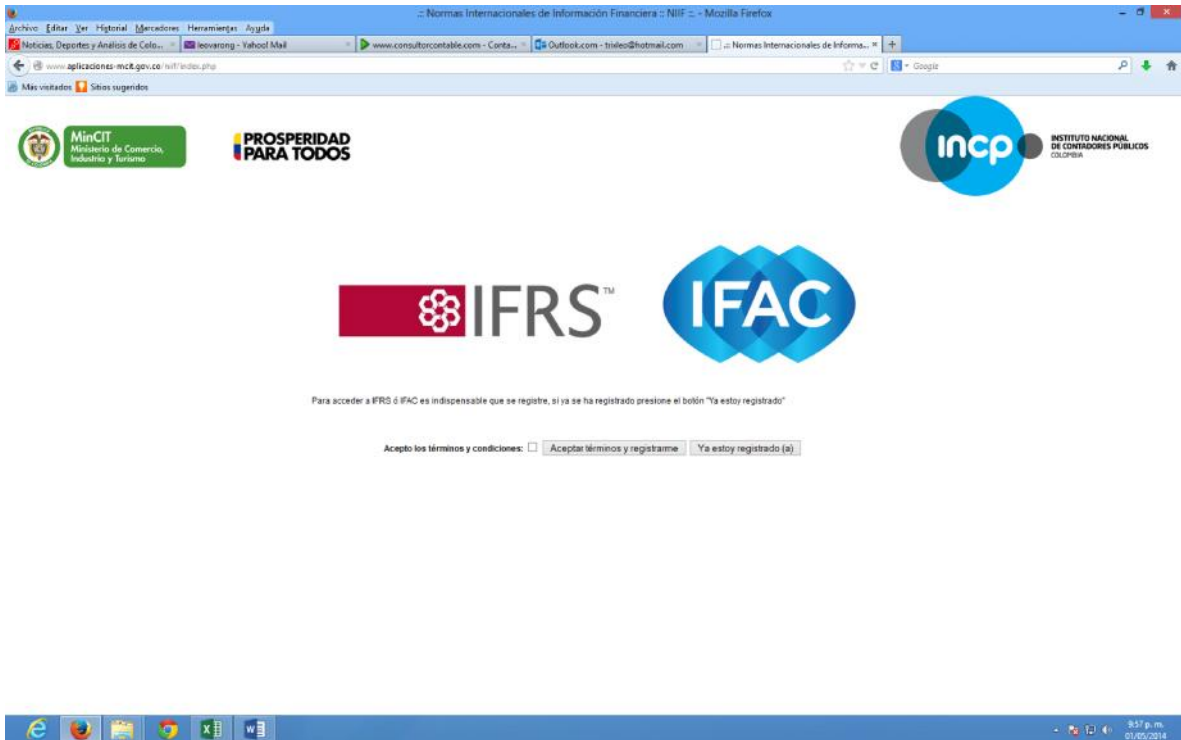 .:: Normas Internacionales de Información Financiera :: NIIF ::. - Mozilla Firefox
Archivo Editar Ver Historial Marcadores Herramientas Ayuda
Noticias, Deportes y Análisis de Colo... leovarong - Yahoo! Mail www.consultorcontable.com - Conta... Outlook.com - trivleo@hotmail.com .:: Normas Internacionales de Informa...
www.aplicaciones-mcit.gov.co/niif/index.php Google
Más visitados Sitios sugeridos
MinCIT
Ministerio de Comercio,
Industria y Turismo
PROSPERIDAD
PARA TODOS
incp
INSTITUTO NACIONAL
DE CONTADORES PÚBLICOS
COLOMBIA
IFRS™
IFAC
Para acceder a IFRS ó IFAC es indispensable que se registre, si ya se ha registrado presione el botón "Ya estoy registrado"
Acepto los términos y condiciones: Aceptar términos y registrarme Ya estoy registrado (a)
9:57 p. m.
01/05/2014